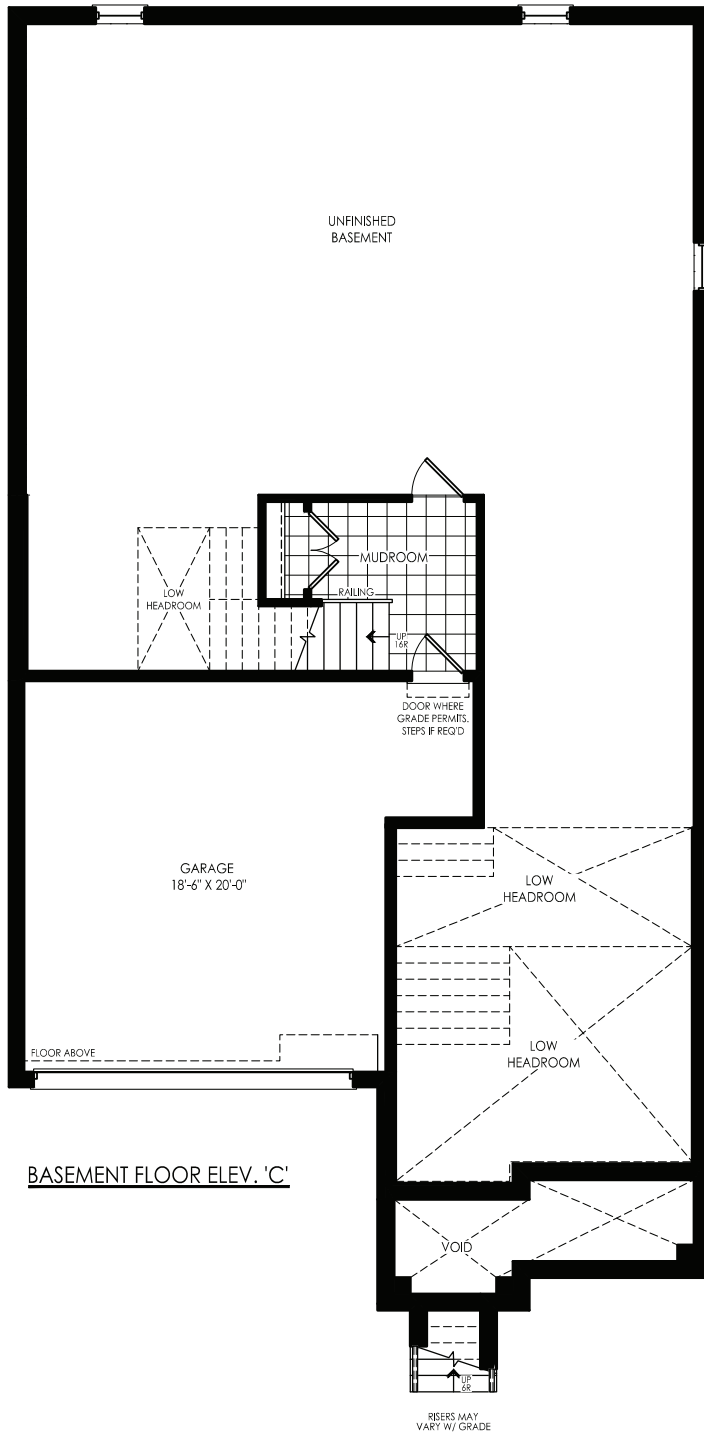 UNFINISHED
BASEMENT
MUDROOM
LOW
HEADROOM
RAILING
UP
16R
DOOR WHERE
GRADE PERMITS.
STEPS IF REQ'D
GARAGE
18'-6" X 20'-0"
LOW
HEADROOM
LOW
HEADROOM
FLOOR ABOVE
BASEMENT FLOOR ELEV. 'C'
VOID
UP
6R
RISERS MAY
VARY W/ GRADE